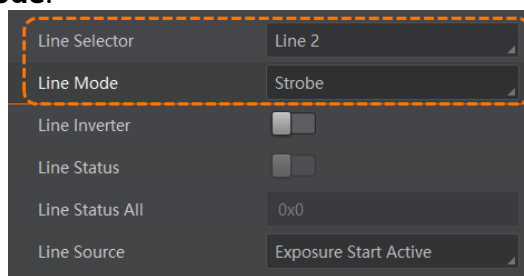 Line Selector Line 2
Line Mode Strobe
Line Inverter
Line Status
Line Status All 0x0
Line Source Exposure Start Active